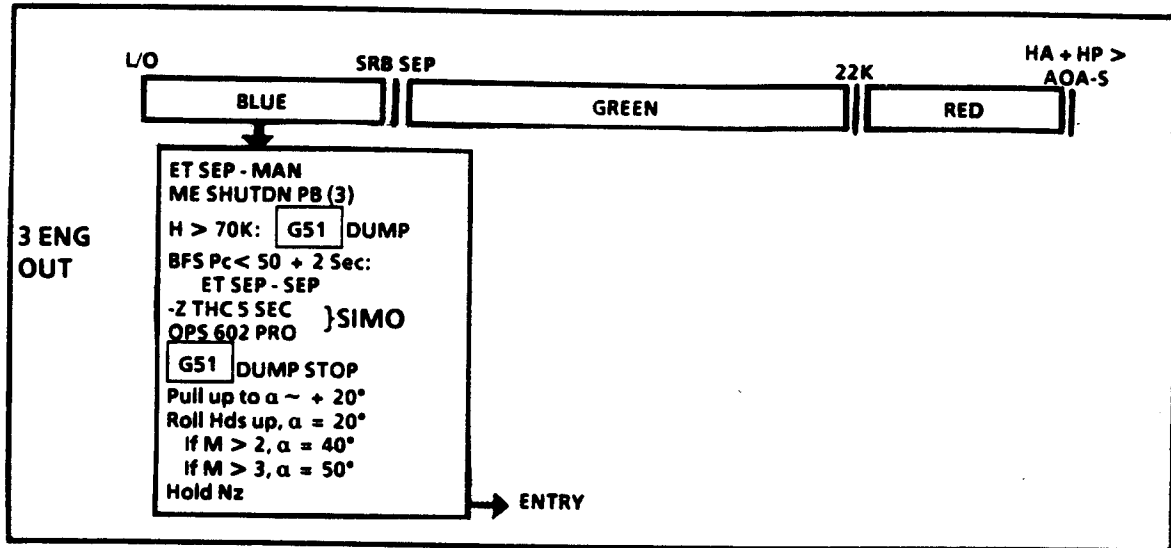 L/O
SRB SEP
22K
HA + HP >
AOA-S
BLUE
GREEN
RED
3 ENG
OUT
ET SEP - MAN
ME SHUTDN PB (3)
H > 70K: G51 DUMP
BFS Pc < 50 + 2 Sec:
ET SEP - SEP
-Z THC 5 SEC
OPS 602 PRO
}SIMO
G51 DUMP STOP
Pull up to α ~ + 20°
Roll Hds up, α = 20°
If M > 2, α = 40°
If M > 3, α = 50°
Hold Nz
ENTRY